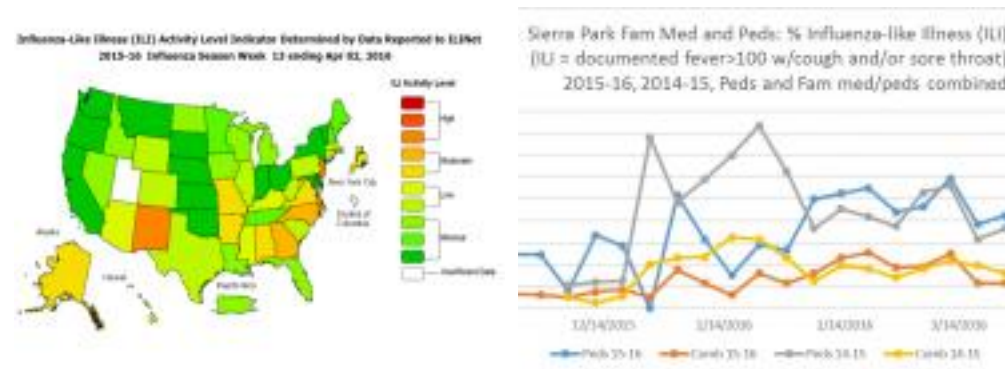 Influenza-Like Illness (ILI) Activity Level Indicator Determined by Data Reported to ILINet
2015-16 Influenza Season Week 13 ending Apr 02, 2016
ILI Activity Level
High
Moderate
Low
Minimal
Insufficient Data
New York City
District of
Columbia
Alaska
Hawaii
Puerto Rico
Sierra Park Fam Med and Peds: % Influenza-like Illness (ILI)
(ILI = documented fever>100 w/cough and/or sore throat)
2015-16, 2014-15, Peds and Fam med/peds combined
12/14/2015
1/14/2016
3/14/2016
Peds 15-16
Comb 15-16
Peds 14-15
Comb 14-15